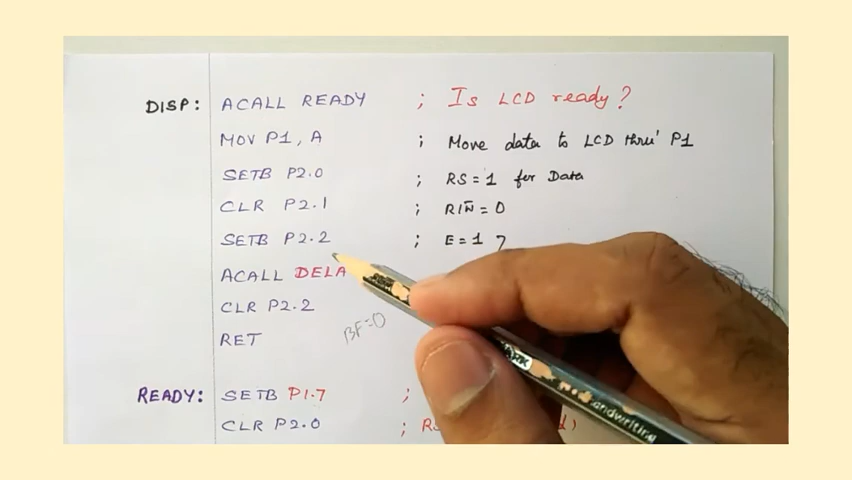 DISP: ACALL READY ; Is LCD ready?
MOV P1, A ; Move data to LCD thru' P1
SETB P2.0 ; RS = 1 for Data
CLR P2.1 ; R/W̄ = 0
SETB P2.2 ; E = 1
ACALL DELA
CLR P2.2
RET
BF=0
READY: SETB P1.7 ;
CLR P2.0 ;
andwriting